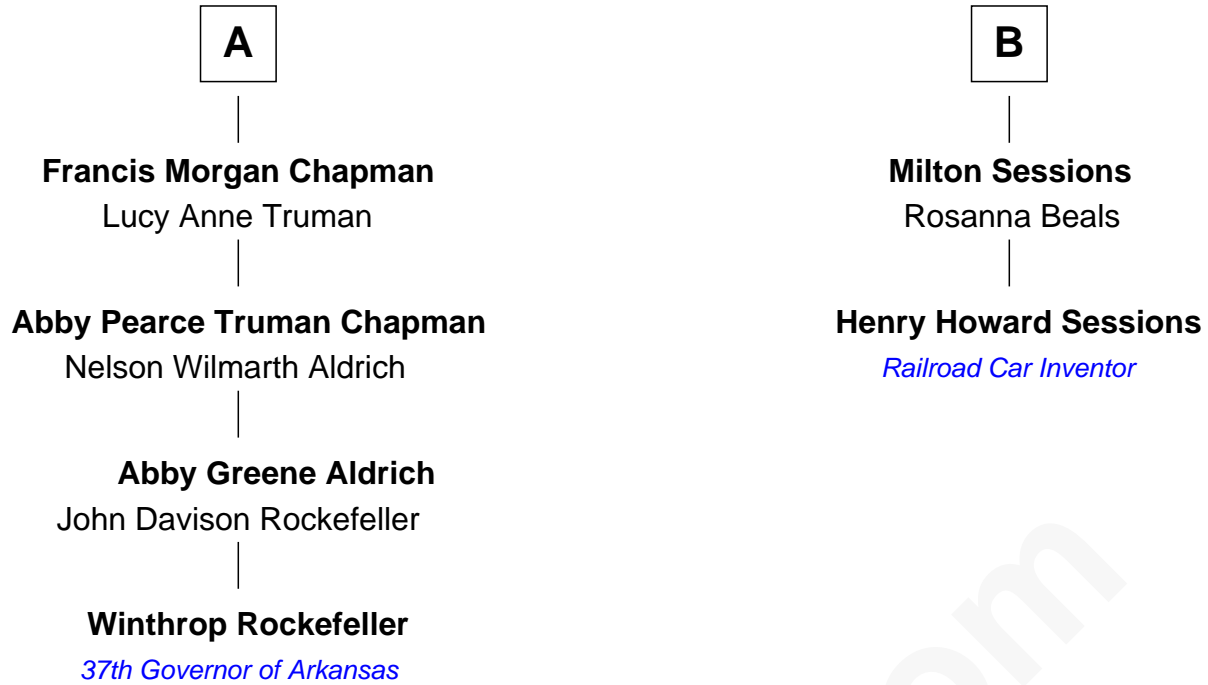 A
Francis Morgan Chapman
Lucy Anne Truman
Abby Pearce Truman Chapman
Nelson Wilmarth Aldrich
Abby Greene Aldrich
John Davison Rockefeller
Winthrop Rockefeller
37th Governor of Arkansas
B
Milton Sessions
Rosanna Beals
Henry Howard Sessions
Railroad Car Inventor
om